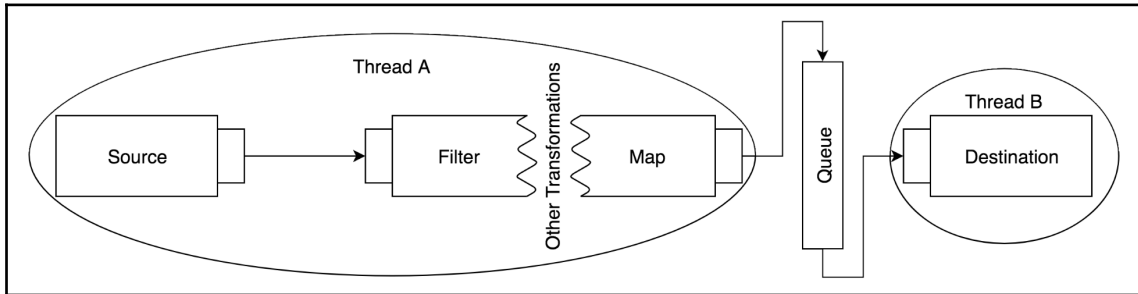 Thread A
Source
Filter
Other Transformations
Map
Queue
Thread B
Destination